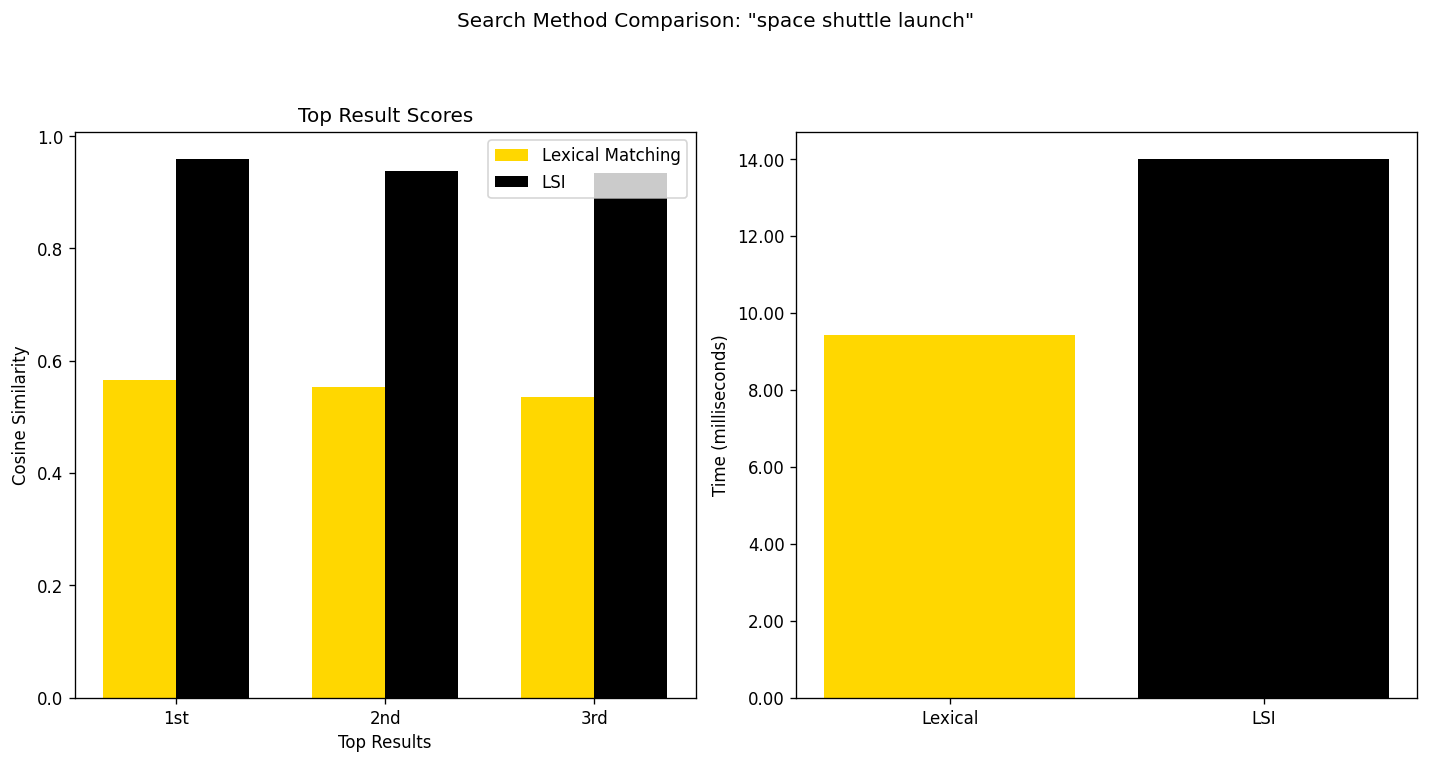 Search Method Comparison: "space shuttle launch"
Top Result Scores
1.0
0.8
0.6
0.4
0.2
0.0
Cosine Similarity
Lexical Matching
LSI
1st
2nd
3rd
Top Results
14.00
12.00
10.00
8.00
6.00
4.00
2.00
0.00
Time (milliseconds)
Lexical
LSI